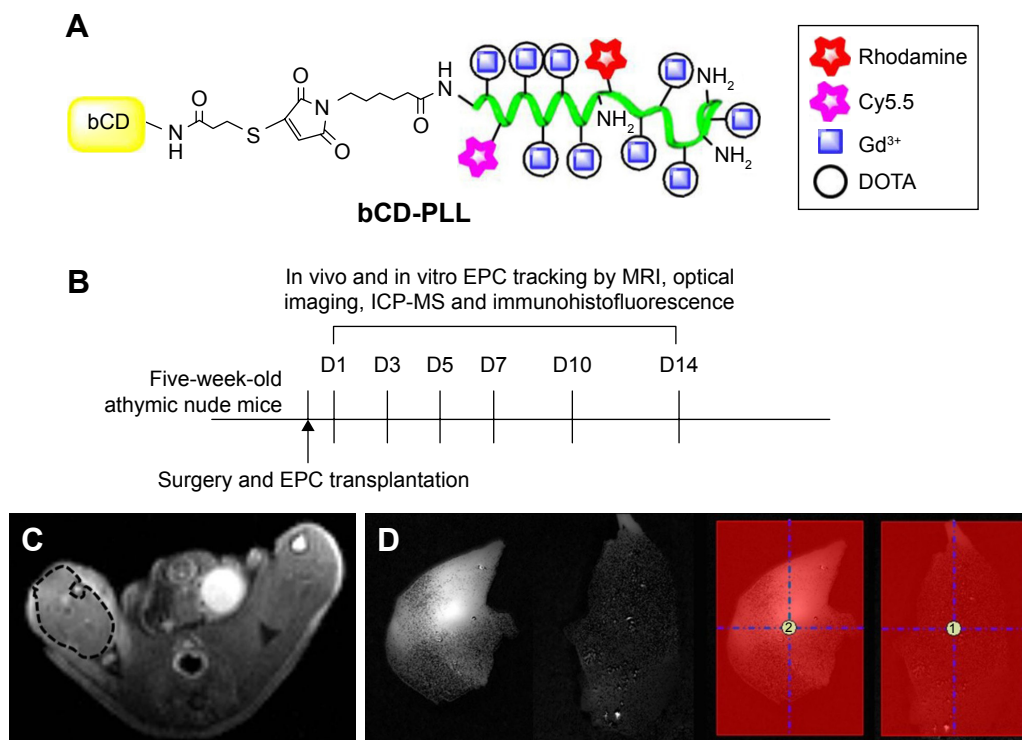 A
bCD
N
H
O
S
O
N
O
O
H
N
NH2
NH2
NH2
bCD-PLL
Rhodamine
Cy5.5
Gd3+
DOTA
B
In vivo and in vitro EPC tracking by MRI, optical
imaging, ICP-MS and immunohistofluorescence
D1 D3 D5 D7 D10 D14
Five-week-old
athymic nude mice
Surgery and EPC transplantation
C
D
2
1